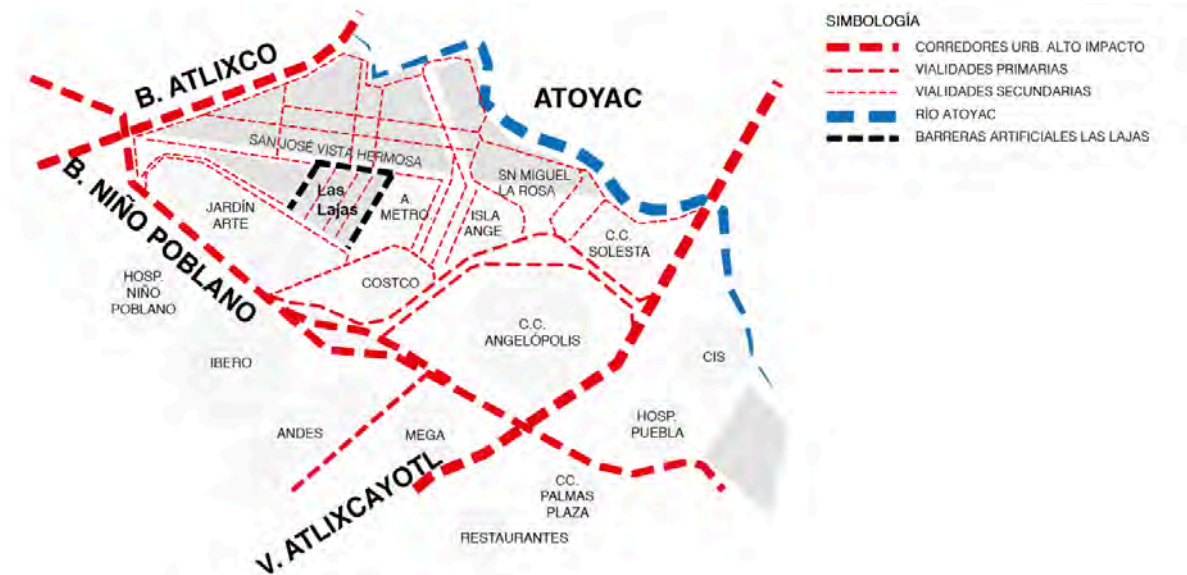 SIMBOLOGÍA
CORREDORES URB. ALTO IMPACTO
VIALIDADES PRIMARIAS
VIALIDADES SECUNDARIAS
RÍO ATOYAC
BARRERAS ARTIFICIALES LAS LAJAS
B. ATLIXCO
ATOYAC
SAN JOSÉ VISTA HERMOSA
SN MIGUEL
LA ROSA
Las
Lajas
A
METRO
ISLA
ANGE
JARDÍN
ARTE
C.C.
SOLESTA
B. NIÑO POBLANO
HOSP.
NIÑO
POBLANO
COSTCO
C.C.
ANGELÓPOLIS
IBERO
CIS
ANDES
MEGA
HOSP.
PUEBLA
V. ATLIXCAYOTL
CC.
PALMAS
PLAZA
RESTAURANTES